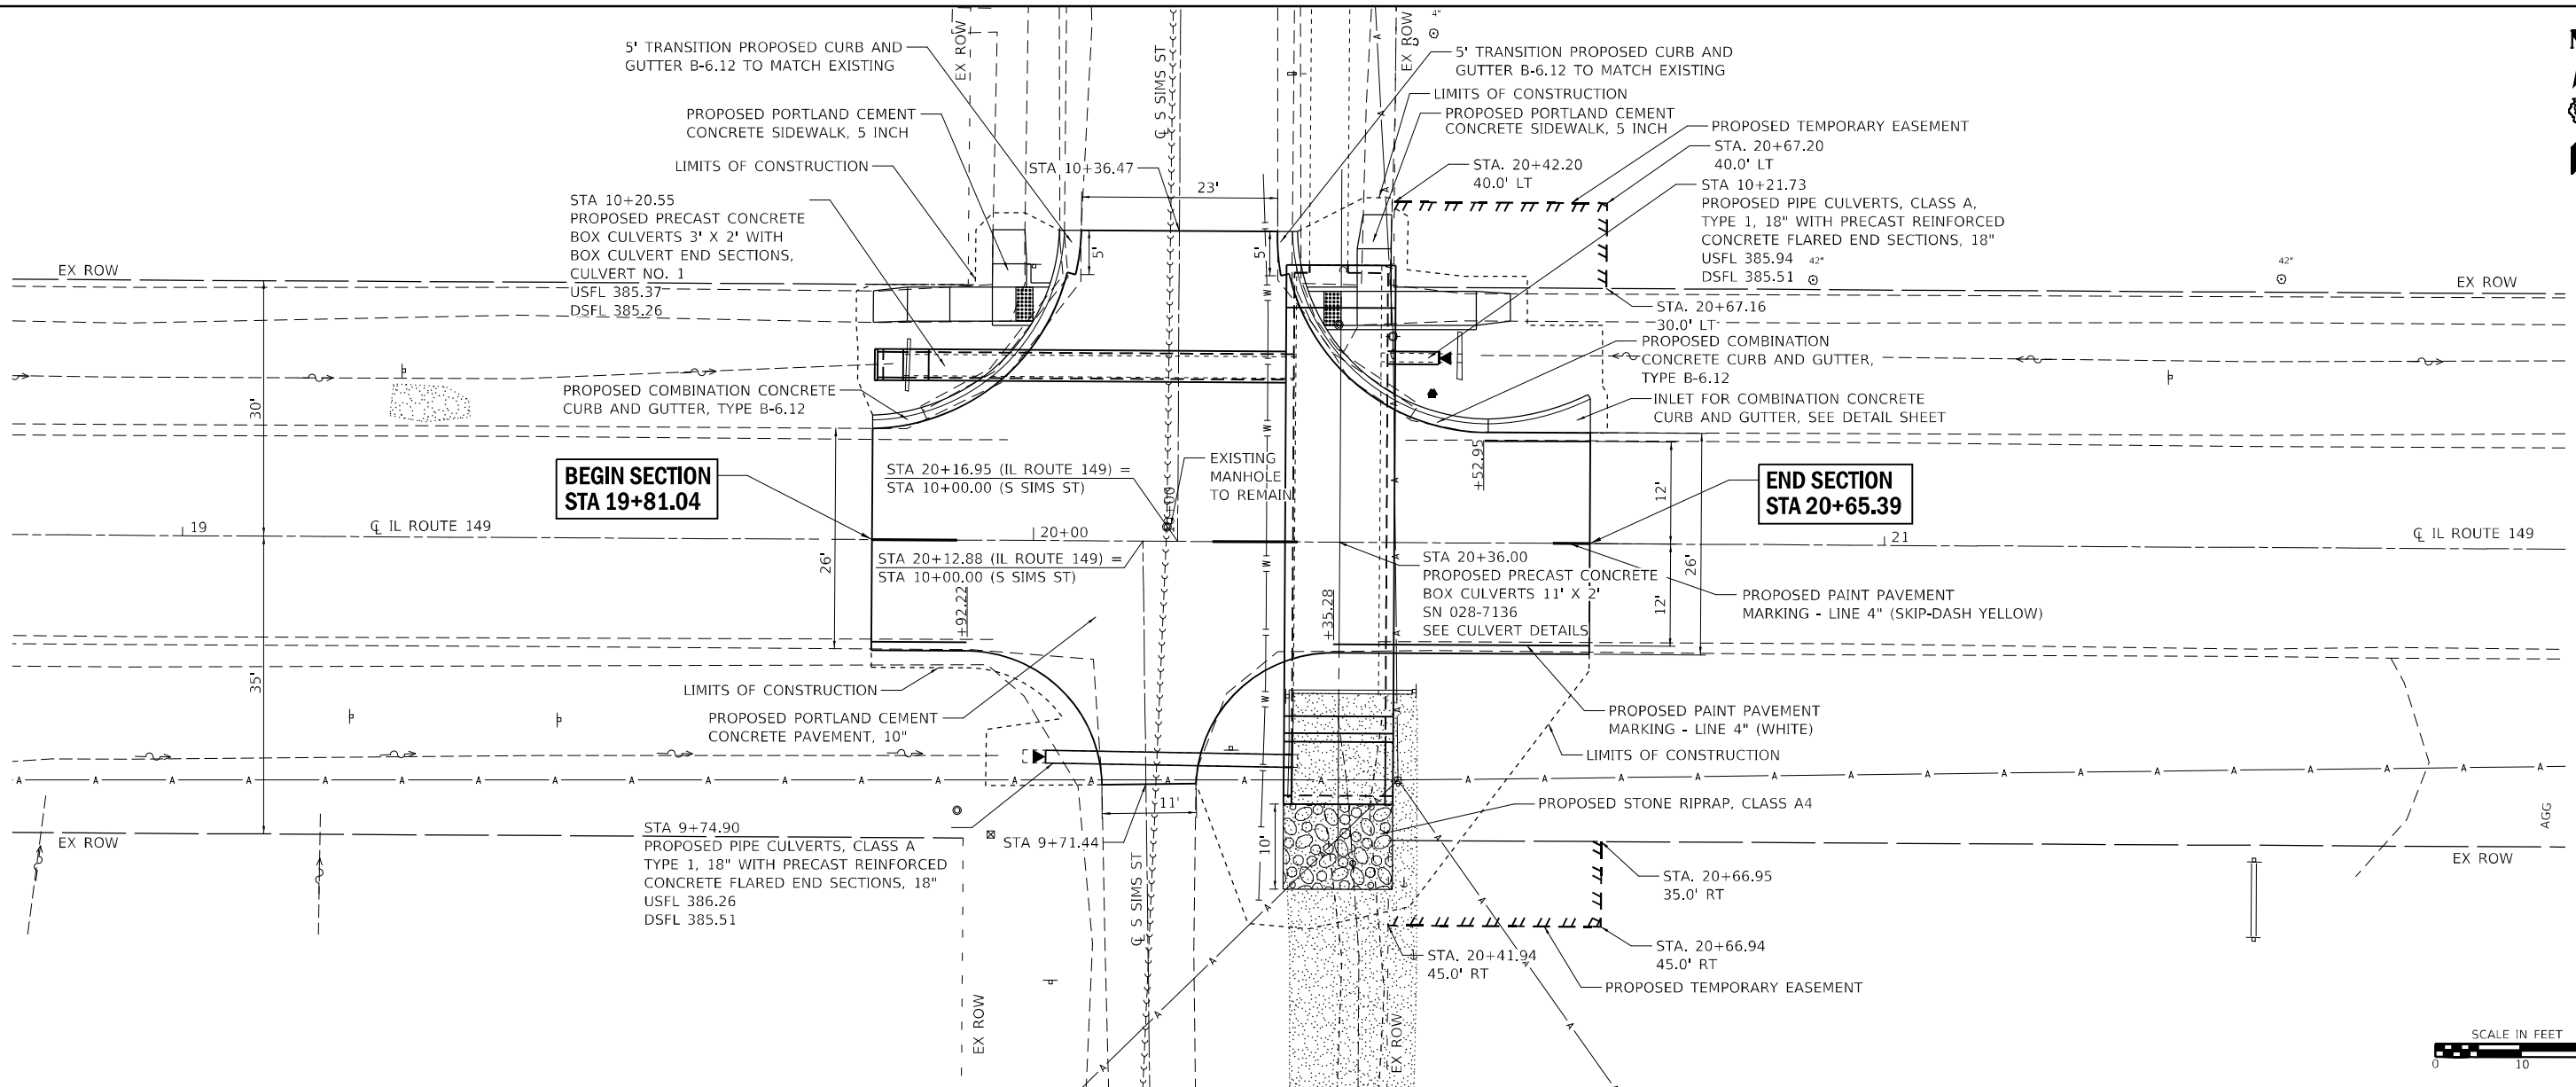 EX ROW
4"
EX ROW
5' TRANSITION PROPOSED CURB AND
GUTTER B-6.12 TO MATCH EXISTING
℄ S SIMS ST
5' TRANSITION PROPOSED CURB AND
GUTTER B-6.12 TO MATCH EXISTING
PROPOSED PORTLAND CEMENT
CONCRETE SIDEWALK, 5 INCH
LIMITS OF CONSTRUCTION
PROPOSED PORTLAND CEMENT
CONCRETE SIDEWALK, 5 INCH
PROPOSED TEMPORARY EASEMENT
LIMITS OF CONSTRUCTION
STA 10+36.47
23'
STA. 20+42.20
40.0' LT
STA. 20+67.20
40.0' LT
STA 10+20.55
PROPOSED PRECAST CONCRETE
BOX CULVERTS 3' X 2' WITH
BOX CULVERT END SECTIONS,
CULVERT NO. 1
USFL 385.37
DSFL 385.26
STA 10+21.73
PROPOSED PIPE CULVERTS, CLASS A,
TYPE 1, 18" WITH PRECAST REINFORCED
CONCRETE FLARED END SECTIONS, 18"
USFL 385.94
DSFL 385.51
42"
42"
5'
5'
EX ROW
EX ROW
STA. 20+67.16
30.0' LT
PROPOSED COMBINATION
CONCRETE CURB AND GUTTER,
TYPE B-6.12
PROPOSED COMBINATION CONCRETE
CURB AND GUTTER, TYPE B-6.12
INLET FOR COMBINATION CONCRETE
CURB AND GUTTER, SEE DETAIL SHEET
30'
BEGIN SECTION
STA 19+81.04
STA 20+16.95 (IL ROUTE 149) =
STA 10+00.00 (S SIMS ST)
EXISTING
MANHOLE
TO REMAIN
+52.95
12'
END SECTION
STA 20+65.39
19
℄ IL ROUTE 149
20+00
21
℄ IL ROUTE 149
26'
STA 20+12.88 (IL ROUTE 149) =
STA 10+00.00 (S SIMS ST)
+92.22
+35.28
STA 20+36.00
PROPOSED PRECAST CONCRETE
BOX CULVERTS 11' X 2'
SN 028-7136
SEE CULVERT DETAILS
12'
26'
PROPOSED PAINT PAVEMENT
MARKING - LINE 4" (SKIP-DASH YELLOW)
35'
LIMITS OF CONSTRUCTION
PROPOSED PORTLAND CEMENT
CONCRETE PAVEMENT, 10"
PROPOSED PAINT PAVEMENT
MARKING - LINE 4" (WHITE)
LIMITS OF CONSTRUCTION
11'
PROPOSED STONE RIPRAP, CLASS A4
AGG
EX ROW
STA 9+74.90
PROPOSED PIPE CULVERTS, CLASS A
TYPE 1, 18" WITH PRECAST REINFORCED
CONCRETE FLARED END SECTIONS, 18"
USFL 386.26
DSFL 385.51
STA 9+71.44
10'
EX ROW
STA. 20+66.95
35.0' RT
℄ S SIMS ST
STA. 20+41.94
45.0' RT
STA. 20+66.94
45.0' RT
PROPOSED TEMPORARY EASEMENT
EX ROW
EX ROW
SCALE IN FEET
0 10